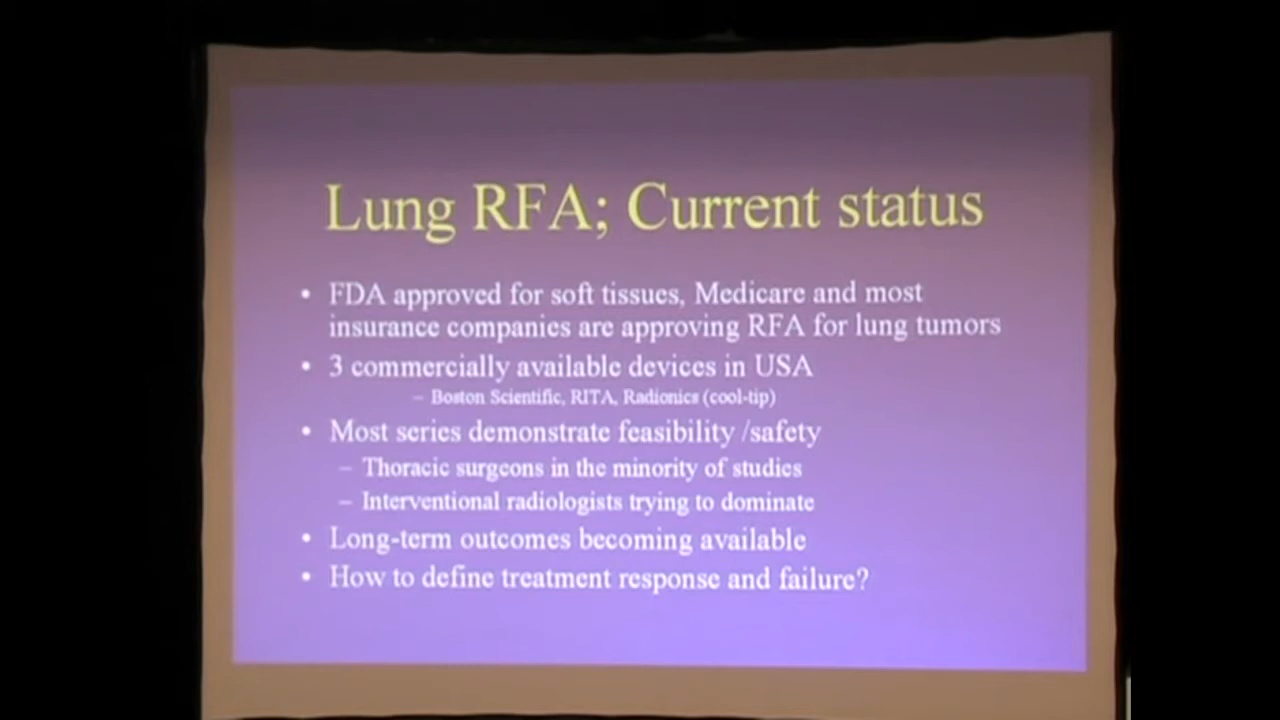 Lung RFA; Current status
• FDA approved for soft tissues, Medicare and most
insurance companies are approving RFA for lung tumors
• 3 commercially available devices in USA
– Boston Scientific, RITA, Radionics (cool-tip)
• Most series demonstrate feasibility /safety
– Thoracic surgeons in the minority of studies
– Interventional radiologists trying to dominate
• Long-term outcomes becoming available
• How to define treatment response and failure?